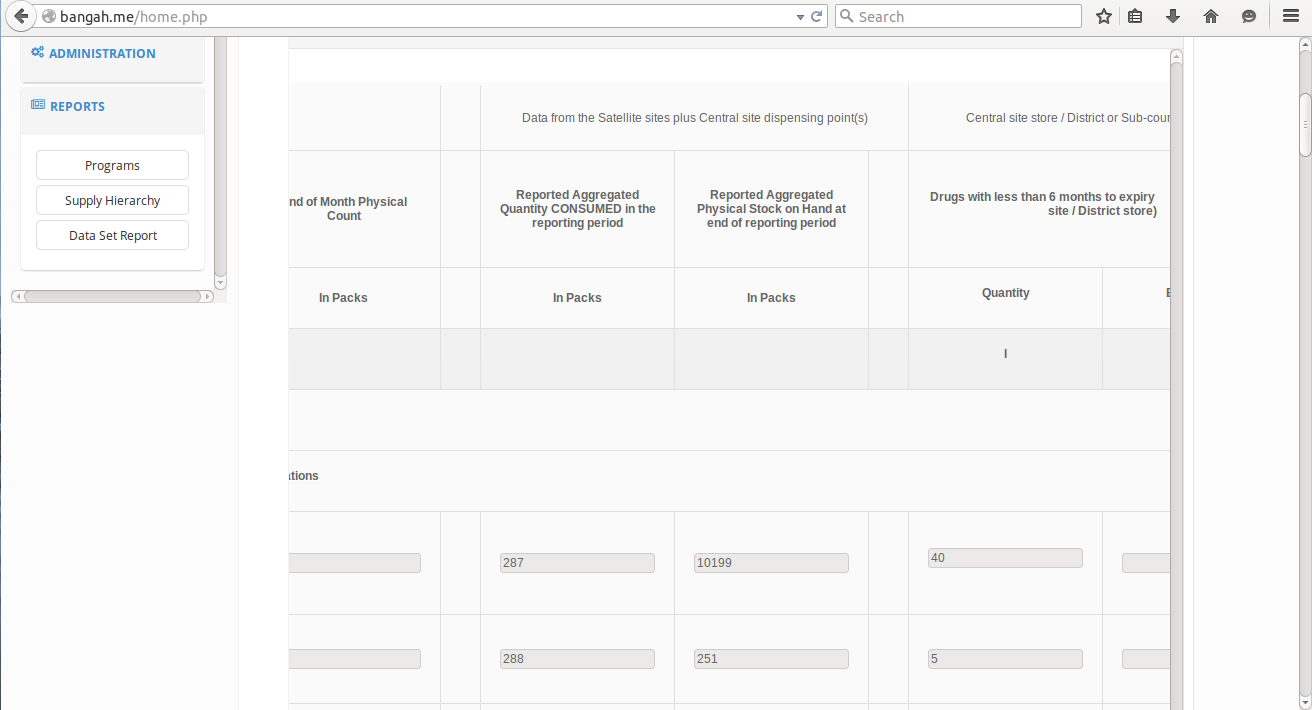 bangah.me/home.php
Search
ADMINISTRATION
REPORTS
Programs
Supply Hierarchy
Data Set Report
Data from the Satellite sites plus Central site dispensing point(s)
Central site store / District or Sub-cour
nd of Month Physical
Count
Reported Aggregated
Quantity CONSUMED in the
reporting period
Reported Aggregated
Physical Stock on Hand at
end of reporting period
Drugs with less than 6 months to expiry
site / District store)
In Packs
In Packs
In Packs
Quantity
I
ations
287
10199
40
288
251
5